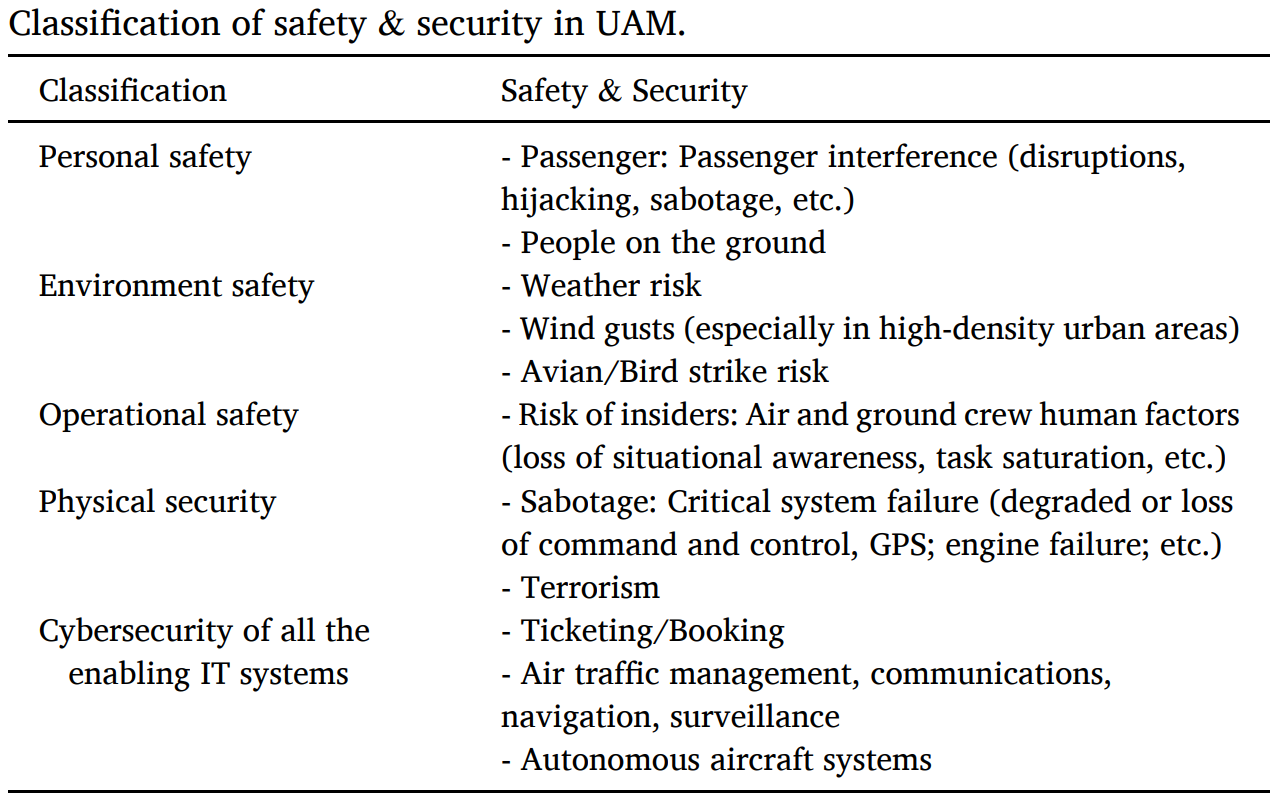 Classification of safety & security in UAM.
Classification Safety & Security
Personal safety - Passenger: Passenger interference (disruptions,
hijacking, sabotage, etc.)
- People on the ground
Environment safety - Weather risk
- Wind gusts (especially in high-density urban areas)
- Avian/Bird strike risk
Operational safety - Risk of insiders: Air and ground crew human factors
(loss of situational awareness, task saturation, etc.)
Physical security - Sabotage: Critical system failure (degraded or loss
of command and control, GPS; engine failure; etc.)
- Terrorism
Cybersecurity of all the - Ticketing/Booking
enabling IT systems - Air traffic management, communications,
navigation, surveillance
- Autonomous aircraft systems